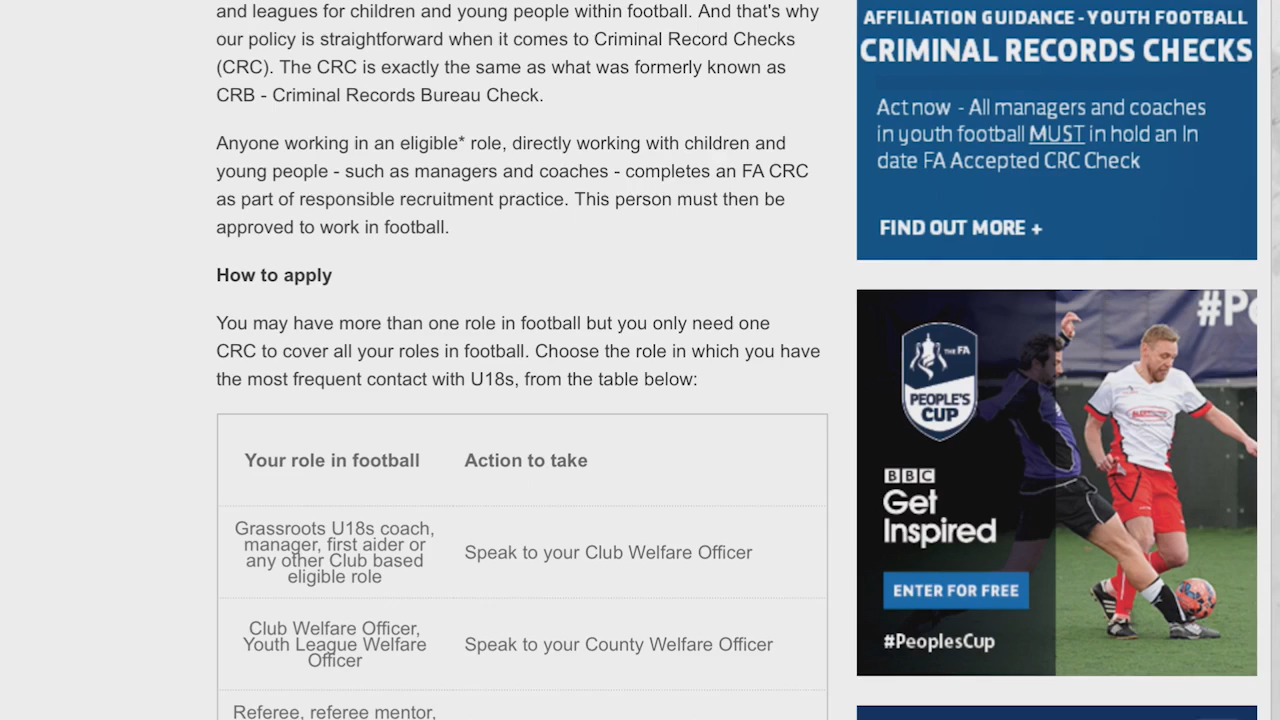 and leagues for children and young people within football. And that's why
our policy is straightforward when it comes to Criminal Record Checks
(CRC). The CRC is exactly the same as what was formerly known as
CRB - Criminal Records Bureau Check.
Anyone working in an eligible* role, directly working with children and
young people - such as managers and coaches - completes an FA CRC
as part of responsible recruitment practice. This person must then be
approved to work in football.
How to apply
You may have more than one role in football but you only need one
CRC to cover all your roles in football. Choose the role in which you have
the most frequent contact with U18s, from the table below:
Your role in football
Action to take
Grassroots U18s coach,
manager, first aider or
any other Club based
eligible role
Speak to your Club Welfare Officer
Club Welfare Officer,
Youth League Welfare
Officer
Speak to your County Welfare Officer
Referee, referee mentor,
AFFILIATION GUIDANCE - YOUTH FOOTBALL
CRIMINAL RECORDS CHECKS
Act now - All managers and coaches
in youth football MUST in hold an In
date FA Accepted CRC Check
FIND OUT MORE +
THE FA
PEOPLE'S
CUP
BBC
Get
Inspired
ENTER FOR FREE
#PeoplesCup